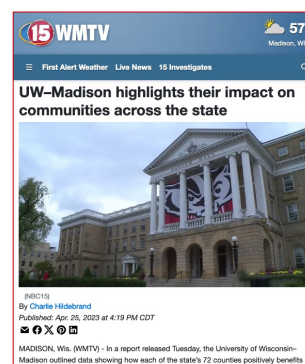 15 WMTV
57
Madison, WI
First Alert Weather Live News 15 Investigates
UW–Madison highlights their impact on
communities across the state
(NBC15)
By Charlie Hildebrand
Published: Apr. 25, 2023 at 4:19 PM CDT
MADISON, Wis. (WMTV) - In a report released Tuesday, the University of Wisconsin–
Madison outlined data showing how each of the state's 72 counties positively benefits